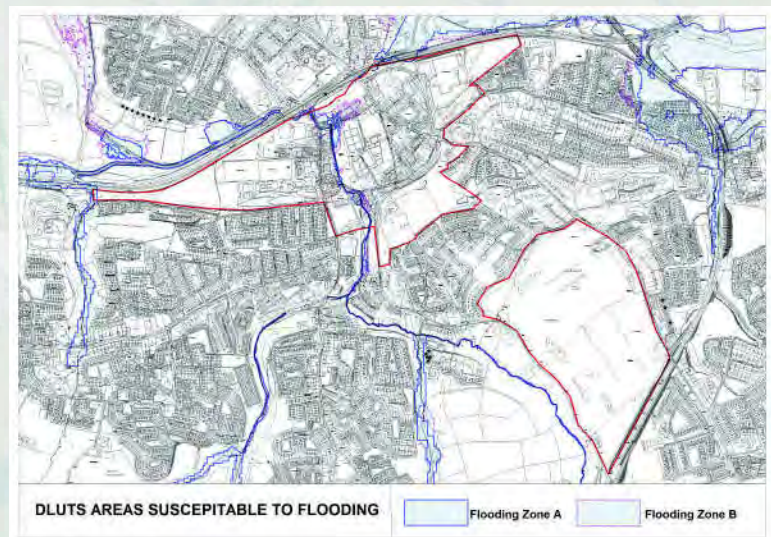 DLUTS AREAS SUSCEPITABLE TO FLOODING
Flooding Zone A
Flooding Zone B